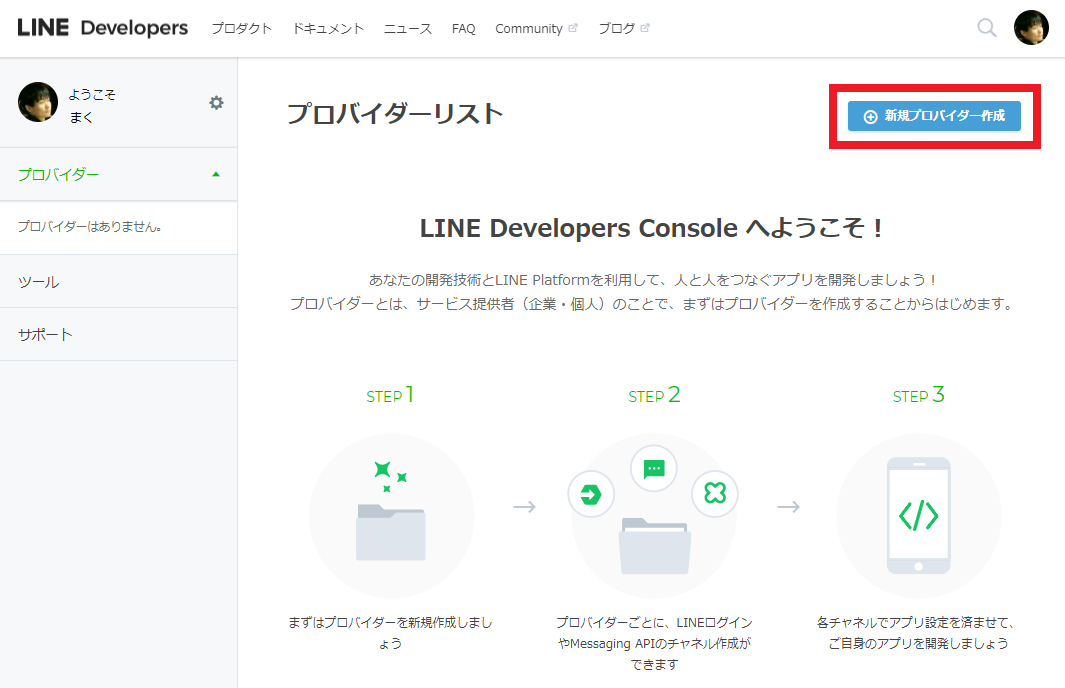 LINE Developers プロダクト ドキュメント ニュース FAQ Community ブログ
ようこそ
まく
プロバイダー
プロバイダーはありません。
ツール
サポート
プロバイダーリスト
新規プロバイダー作成
LINE Developers Console へようこそ！
あなたの開発技術とLINE Platformを利用して、人と人をつなぐアプリを開発しましょう！
プロバイダーとは、サービス提供者（企業・個人）のことで、まずはプロバイダーを作成することからはじめます。
STEP 1
まずはプロバイダーを新規作成しまし
ょう
STEP 2
プロバイダーごとに、LINEログイン
やMessaging APIのチャネル作成が
できます
STEP 3
各チャネルでアプリ設定を済ませて、
ご自身のアプリを開発しましょう